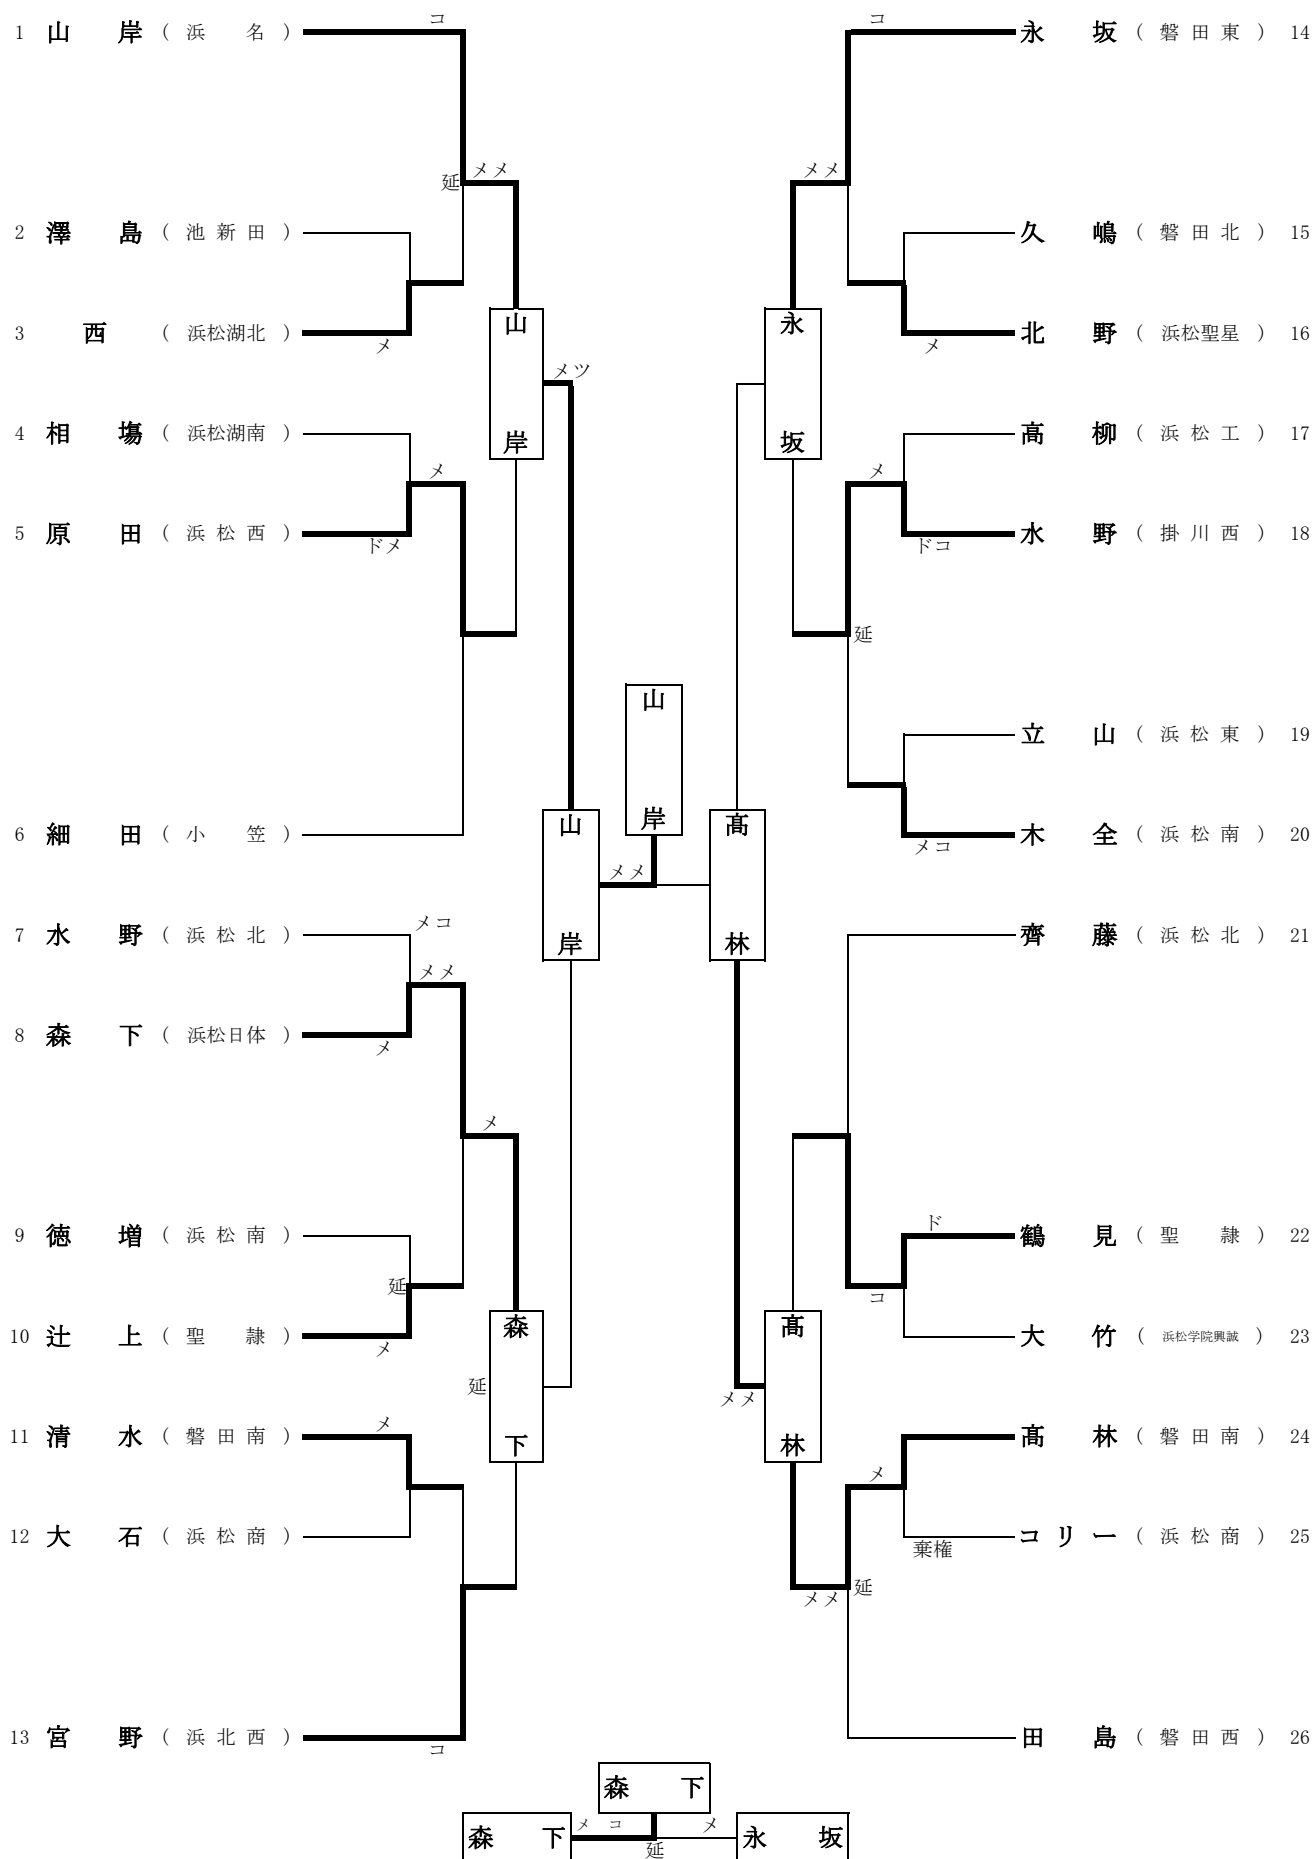 コ
コ
1 山 岸 ( 浜 名 )
永 坂 ( 磐 田 東 ) 14
メメ
延
メメ
2 澤 島 ( 池 新 田 )
久 嶋 ( 磐 田 北 ) 15
3 西 ( 浜松湖北 )
メ
山岸
永坂
北 野 ( 浜松聖星 ) 16
メ
メツ
4 相 塲 ( 浜松湖南 )
高 柳 ( 浜 松 工 ) 17
メ
メ
5 原 田 ( 浜 松 西 )
ドメ
水 野 ( 掛 川 西 ) 18
ドコ
延
山岸
立 山 ( 浜 松 東 ) 19
6 細 田 ( 小 笠 )
山岸
髙林
木 全 ( 浜 松 南 ) 20
メコ
メメ
7 水 野 ( 浜 松 北 )
メコ
齊 藤 ( 浜 松 北 ) 21
メメ
8 森 下 ( 浜松日体 )
メ
メ
9 徳 増 ( 浜 松 南 )
ド
鶴 見 ( 聖 隷 ) 22
延
コ
10 辻 上 ( 聖 隷 )
メ
森下
髙林
大 竹 ( 浜松学院興誠 ) 23
延
メメ
11 清 水 ( 磐 田 南 )
メ
髙 林 ( 磐 田 南 ) 24
メ
12 大 石 ( 浜 松 商 )
コ リ ー ( 浜 松 商 ) 25
棄権
メメ
延
13 宮 野 ( 浜 北 西 )
コ
田 島 ( 磐 田 西 ) 26
森 下
森 下
メ コ
延
メ
永 坂